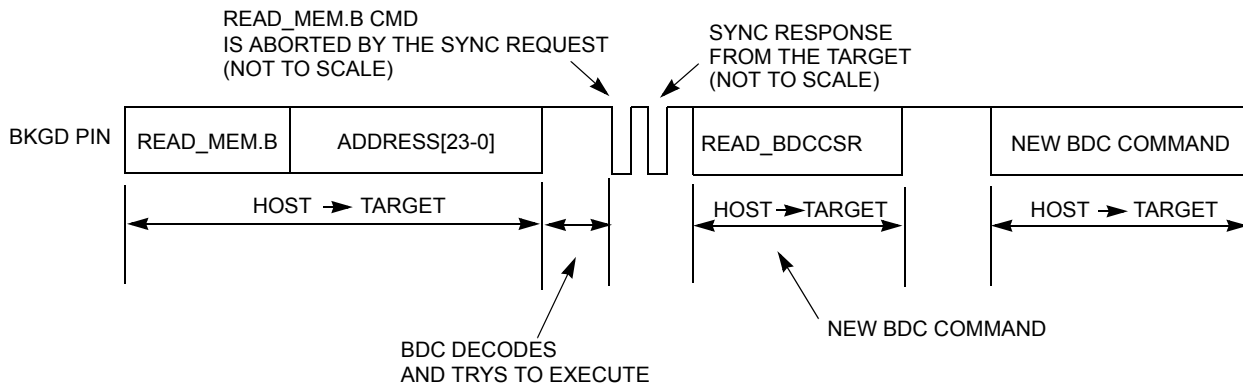 READ_MEM.B CMD
IS ABORTED BY THE SYNC REQUEST
(NOT TO SCALE)
SYNC RESPONSE
FROM THE TARGET
(NOT TO SCALE)
BKGD PIN
READ_MEM.B
ADDRESS[23-0]
READ_BDCCSR
NEW BDC COMMAND
HOST → TARGET
HOST → TARGET
HOST → TARGET
BDC DECODES
AND TRYS TO EXECUTE
NEW BDC COMMAND